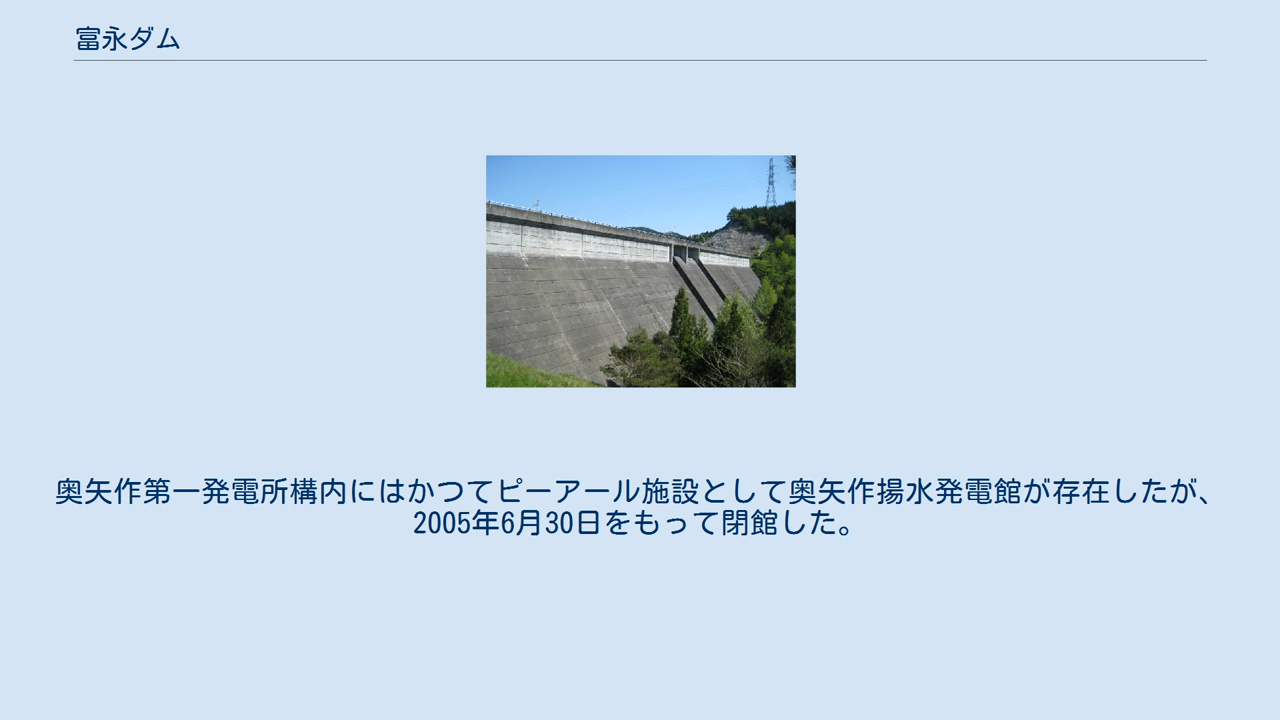 富永ダム
奥矢作第一発電所構内にはかつてピーアール施設として奥矢作揚水発電館が存在したが、
2005年6月30日をもって閉館した。